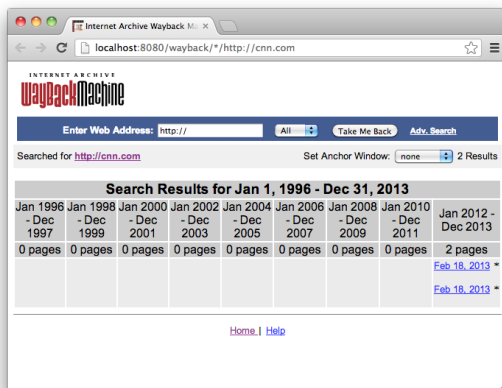 Internet Archive Wayback Ma
localhost:8080/wayback/*/http://cnn.com
INTERNET ARCHIVE
WayBackMachine
Enter Web Address: http:// All Take Me Back Adv. Search
Searched for http://cnn.com Set Anchor Window: none 2 Results
Search Results for Jan 1, 1996 - Dec 31, 2013
Jan 1996 - Dec 1997 Jan 1998 - Dec 1999 Jan 2000 - Dec 2001 Jan 2002 - Dec 2003 Jan 2004 - Dec 2005 Jan 2006 - Dec 2007 Jan 2008 - Dec 2009 Jan 2010 - Dec 2011 Jan 2012 - Dec 2013
0 pages 0 pages 0 pages 0 pages 0 pages 0 pages 0 pages 0 pages 2 pages
Feb 18, 2013 *
Feb 18, 2013 *
Home | Help